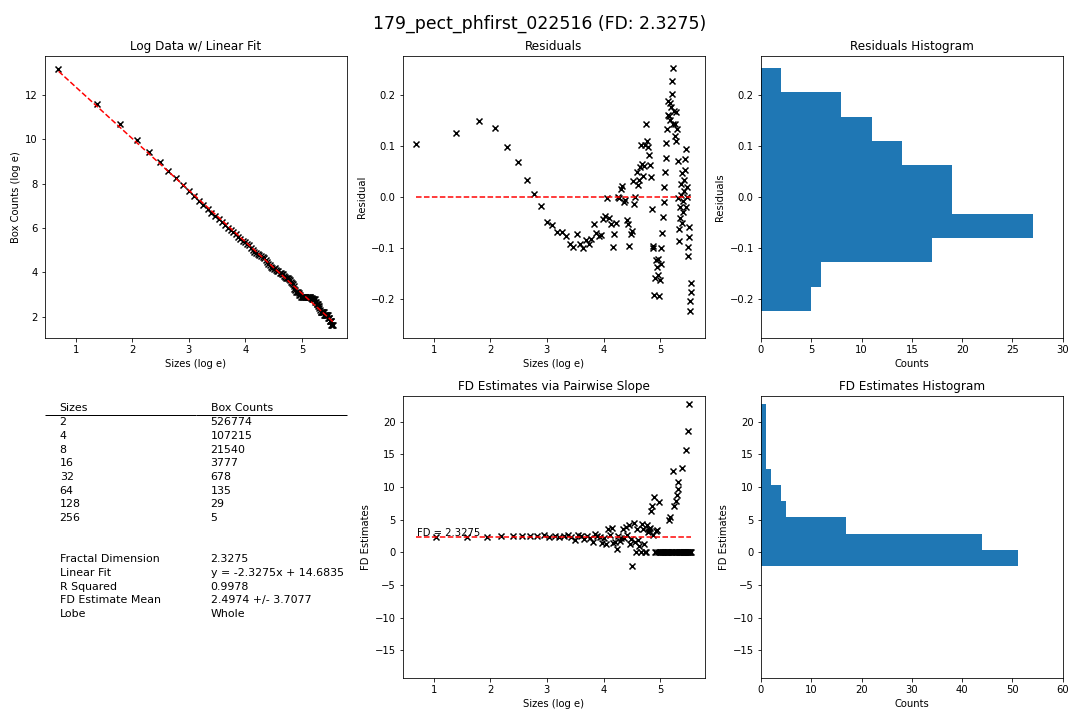 179_pect_phfirst_022516 (FD: 2.3275)
Log Data w/ Linear Fit
Box Counts (log e)
12
10
8
6
4
2
1 2 3 4 5
Sizes (log e)
Residuals
Residual
0.2
0.1
0.0
−0.1
−0.2
1 2 3 4 5
Sizes (log e)
Residuals Histogram
Residuals
0.2
0.1
0.0
−0.1
−0.2
0 5 10 15 20 25 30
Counts
Sizes Box Counts
2 526774
4 107215
8 21540
16 3777
32 678
64 135
128 29
256 5
Fractal Dimension 2.3275
Linear Fit y = -2.3275x + 14.6835
R Squared 0.9978
FD Estimate Mean 2.4974 +/- 3.7077
Lobe Whole
FD Estimates via Pairwise Slope
FD Estimates
20
15
10
5
0
−5
−10
−15
FD = 2.3275
1 2 3 4 5
Sizes (log e)
FD Estimates Histogram
FD Estimates
20
15
10
5
0
−5
−10
−15
0 10 20 30 40 50 60
Counts